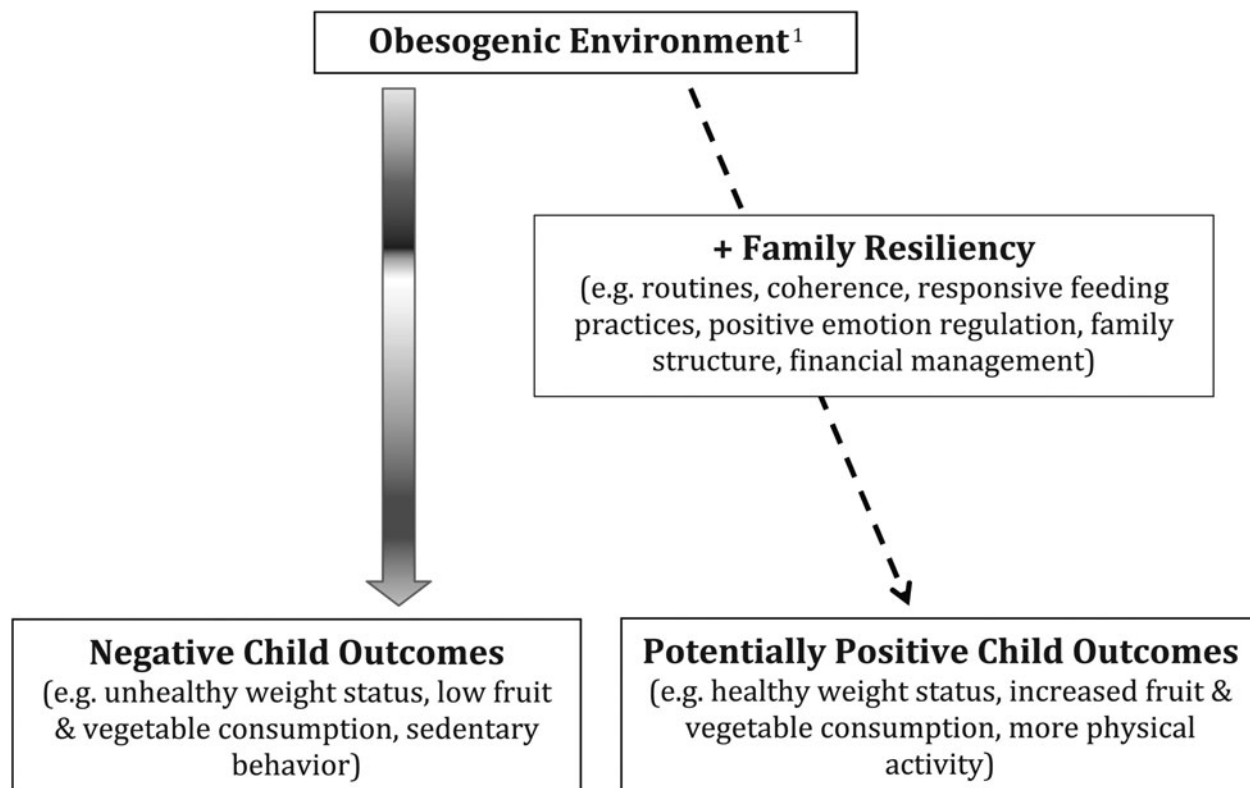 Obesogenic Environment¹
+ Family Resiliency
(e.g. routines, coherence, responsive feeding
practices, positive emotion regulation, family
structure, financial management)
Negative Child Outcomes
(e.g. unhealthy weight status, low fruit
& vegetable consumption, sedentary
behavior)
Potentially Positive Child Outcomes
(e.g. healthy weight status, increased fruit &
vegetable consumption, more physical
activity)